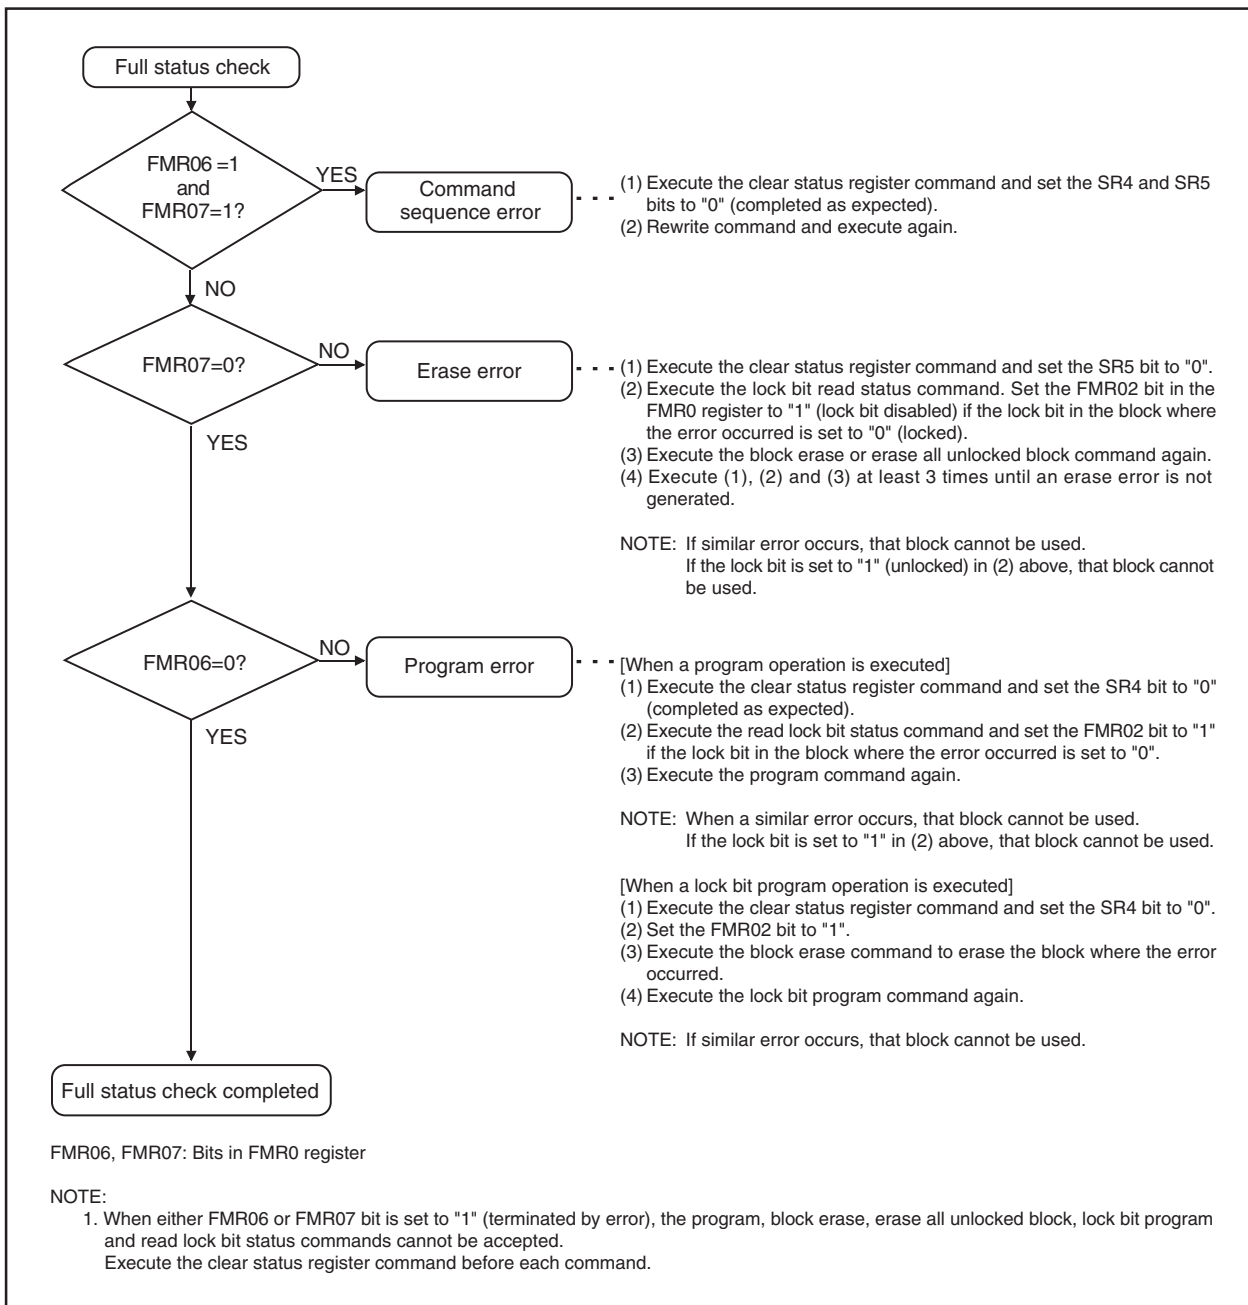 Full status check
FMR06 =1
and
FMR07=1?
YES
Command
sequence error
(1) Execute the clear status register command and set the SR4 and SR5
bits to "0" (completed as expected).
(2) Rewrite command and execute again.
NO
FMR07=0?
NO
Erase error
(1) Execute the clear status register command and set the SR5 bit to "0".
(2) Execute the lock bit read status command. Set the FMR02 bit in the
FMR0 register to "1" (lock bit disabled) if the lock bit in the block where
the error occurred is set to "0" (locked).
(3) Execute the block erase or erase all unlocked block command again.
(4) Execute (1), (2) and (3) at least 3 times until an erase error is not
generated.
NOTE: If similar error occurs, that block cannot be used.
If the lock bit is set to "1" (unlocked) in (2) above, that block cannot
be used.
YES
FMR06=0?
NO
Program error
[When a program operation is executed]
(1) Execute the clear status register command and set the SR4 bit to "0"
(completed as expected).
(2) Execute the read lock bit status command and set the FMR02 bit to "1"
if the lock bit in the block where the error occurred is set to "0".
(3) Execute the program command again.
NOTE: When a similar error occurs, that block cannot be used.
If the lock bit is set to "1" in (2) above, that block cannot be used.
[When a lock bit program operation is executed]
(1) Execute the clear status register command and set the SR4 bit to "0".
(2) Set the FMR02 bit to "1".
(3) Execute the block erase command to erase the block where the error
occurred.
(4) Execute the lock bit program command again.
NOTE: If similar error occurs, that block cannot be used.
YES
Full status check completed
FMR06, FMR07: Bits in FMR0 register
NOTE:
1. When either FMR06 or FMR07 bit is set to "1" (terminated by error), the program, block erase, erase all unlocked block, lock bit program
and read lock bit status commands cannot be accepted.
Execute the clear status register command before each command.